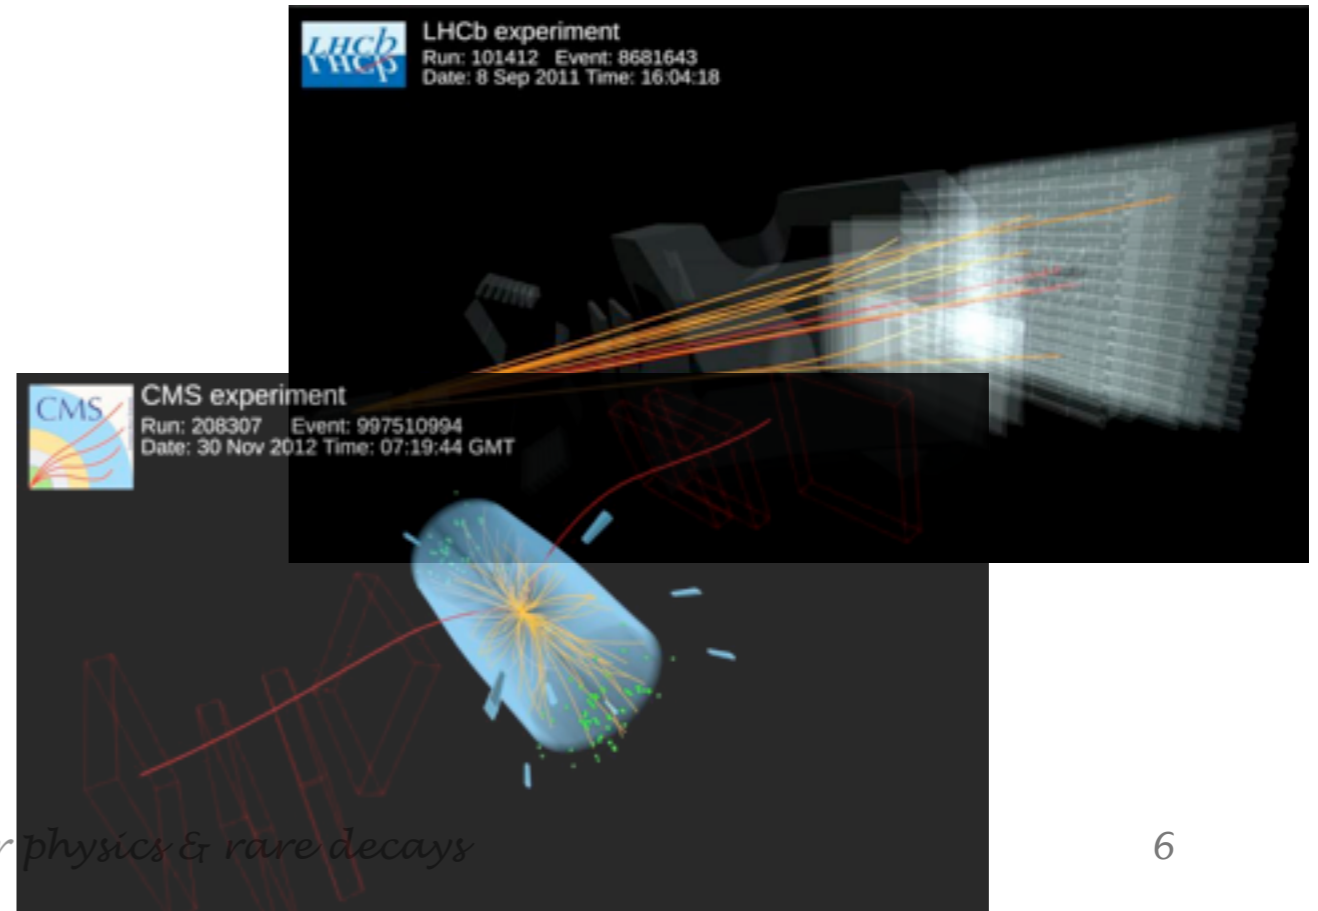 LHCb
LHCb experiment
Run: 101412 Event: 8681643
Date: 8 Sep 2011 Time: 16:04:18
CMS
CMS experiment
Run: 208307 Event: 997510994
Date: 30 Nov 2012 Time: 07:19:44 GMT
physics & rare decays
6